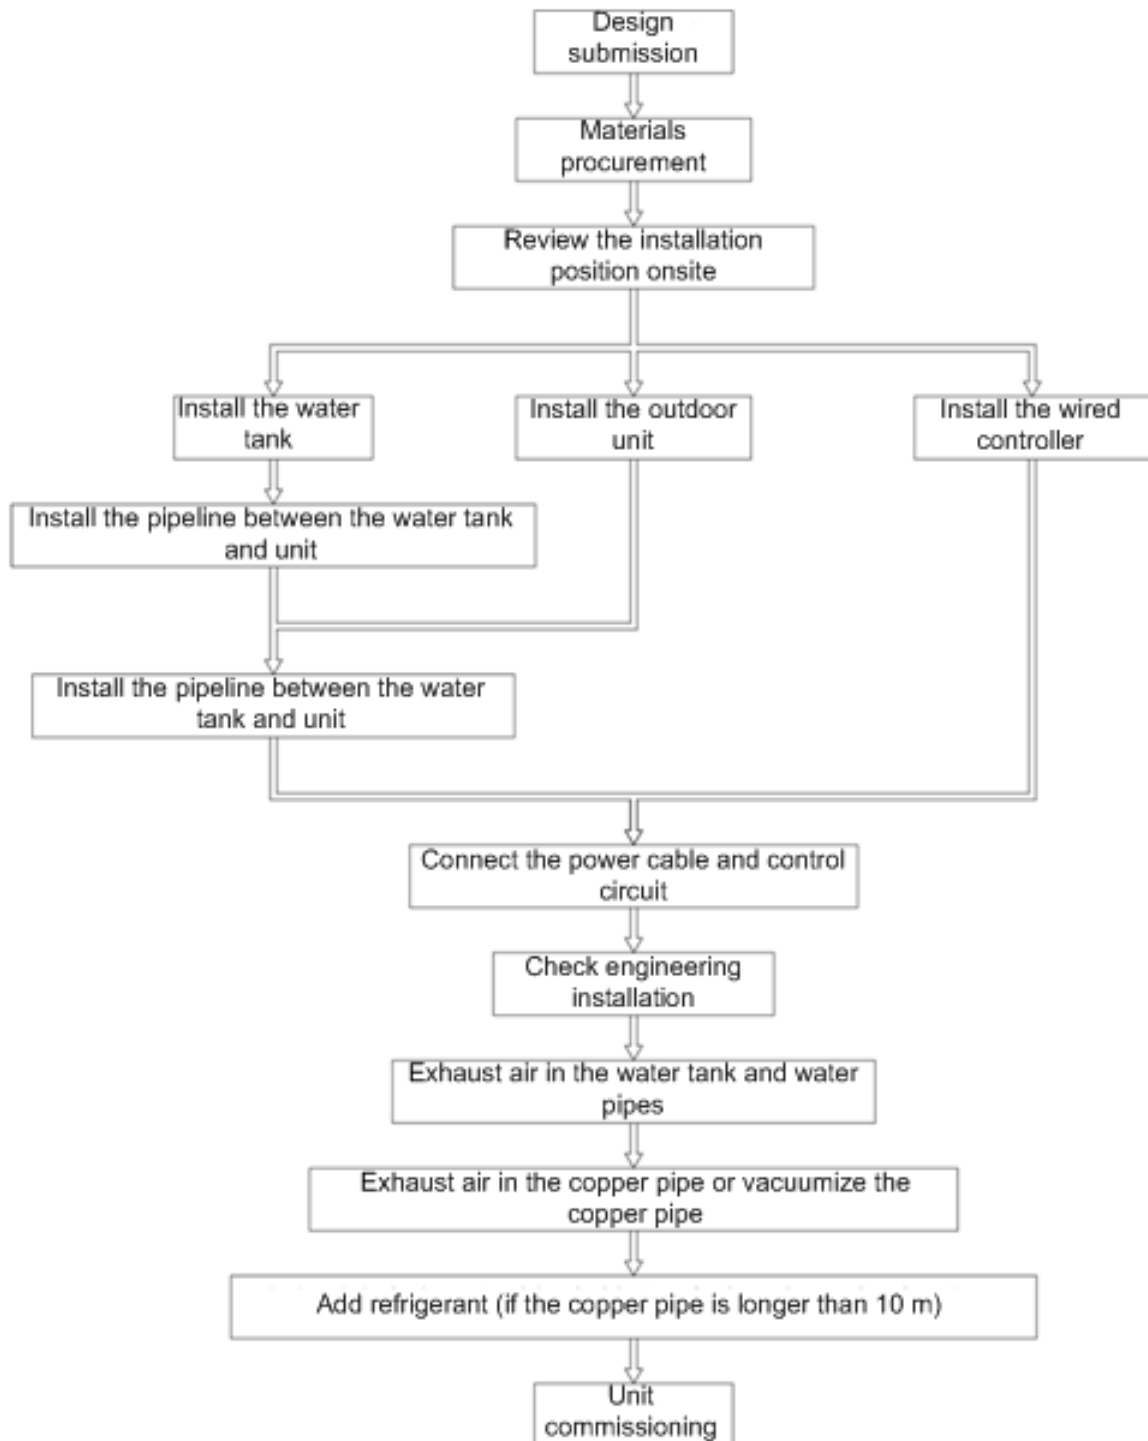 Design
submission
Materials
procurement
Review the installation
position onsite
Install the water
tank
Install the outdoor
unit
Install the wired
controller
Install the pipeline between the water tank
and unit
Install the pipeline between the water
tank and unit
Connect the power cable and control
circuit
Check engineering
installation
Exhaust air in the water tank and water
pipes
Exhaust air in the copper pipe or vacuumize the
copper pipe
Add refrigerant (if the copper pipe is longer than 10 m)
Unit
commissioning